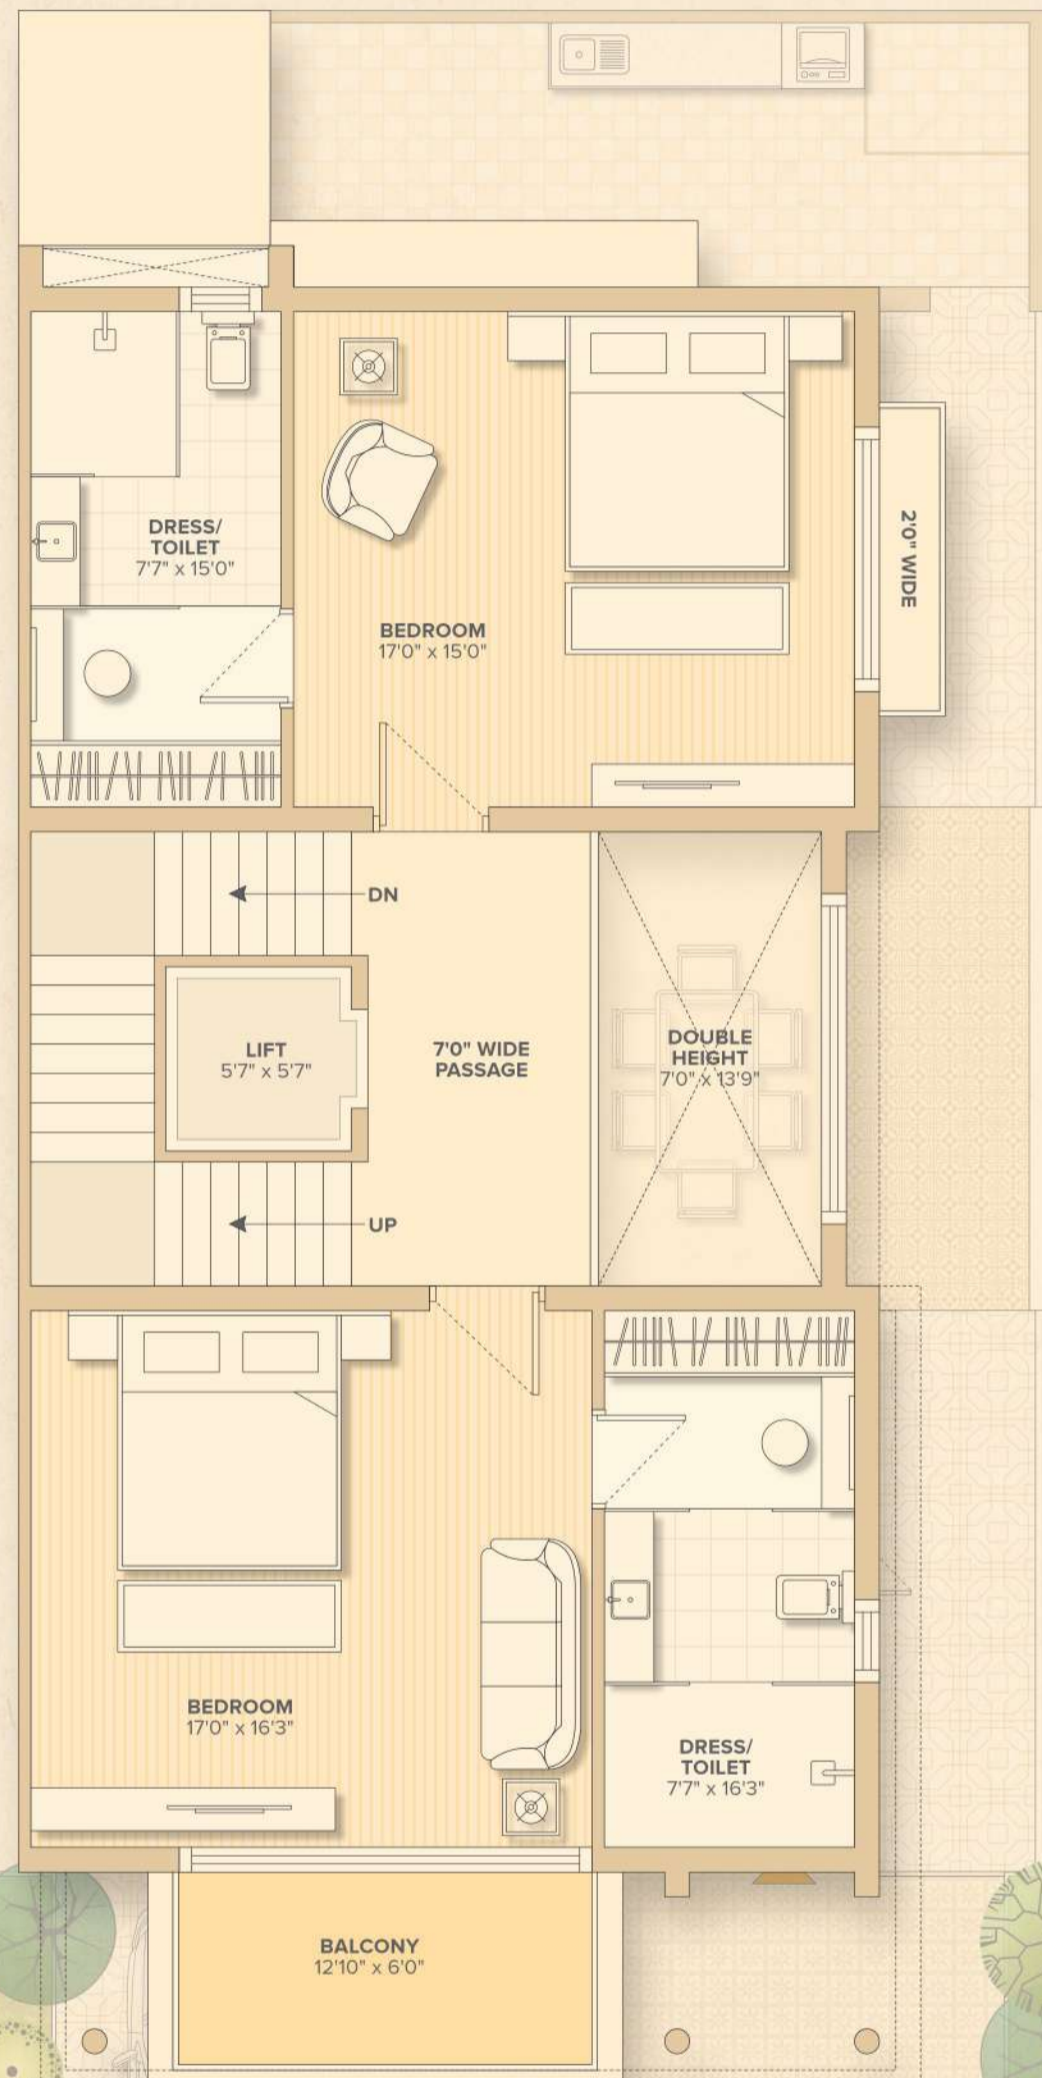 DRESS/
TOILET
7'7" x 15'0"
BEDROOM
17'0" x 15'0"
2'0" WIDE
DN
LIFT
5'7" x 5'7"
7'0" WIDE
PASSAGE
DOUBLE
HEIGHT
7'0" x 13'9"
UP
BEDROOM
17'0" x 16'3"
DRESS/
TOILET
7'7" x 16'3"
BALCONY
12'10" x 6'0"